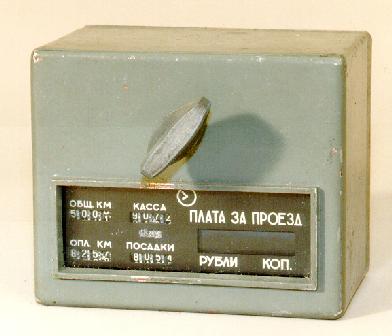 ОБЩ. КМ КАССА
ПЛАТА ЗА ПРОЕЗД
ОПЛ. КМ ПОСАДКИ
РУБЛИ КОП.